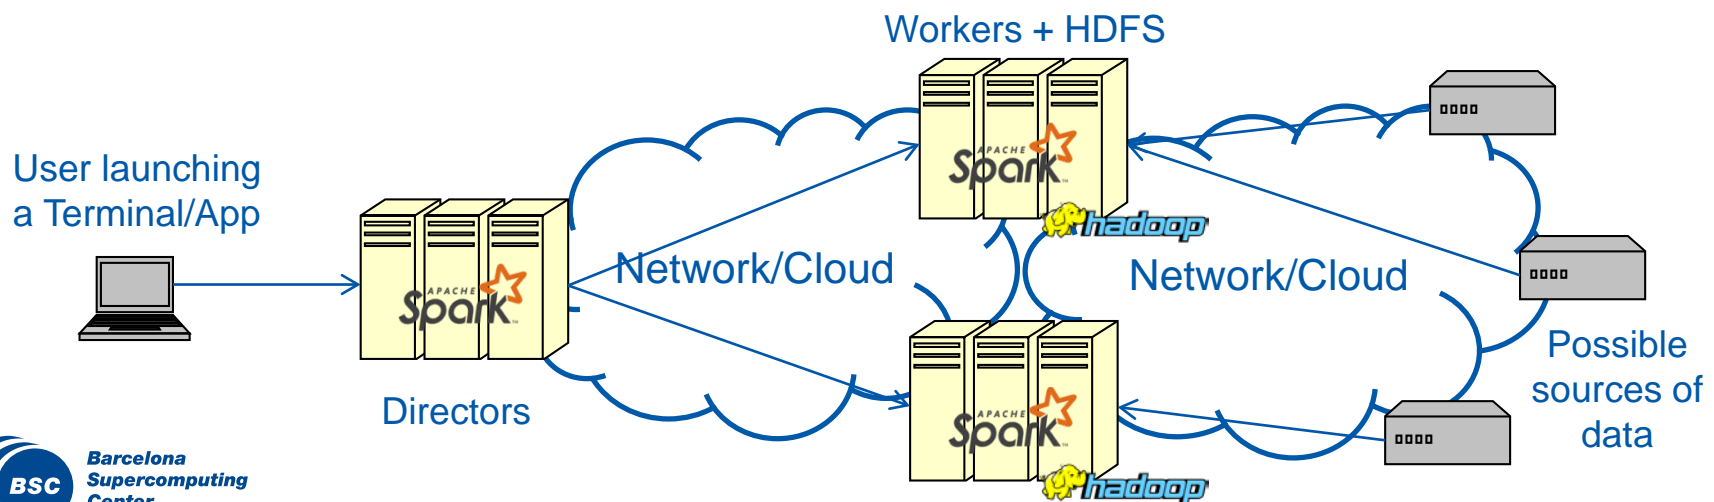 Workers + HDFS
User launching
a Terminal/App
APACHE
Spark
hadoop
Network/Cloud
Network/Cloud
APACHE
Spark
Directors
APACHE
Spark
hadoop
Possible
sources of
data
BSC
Barcelona
Supercomputing
Center